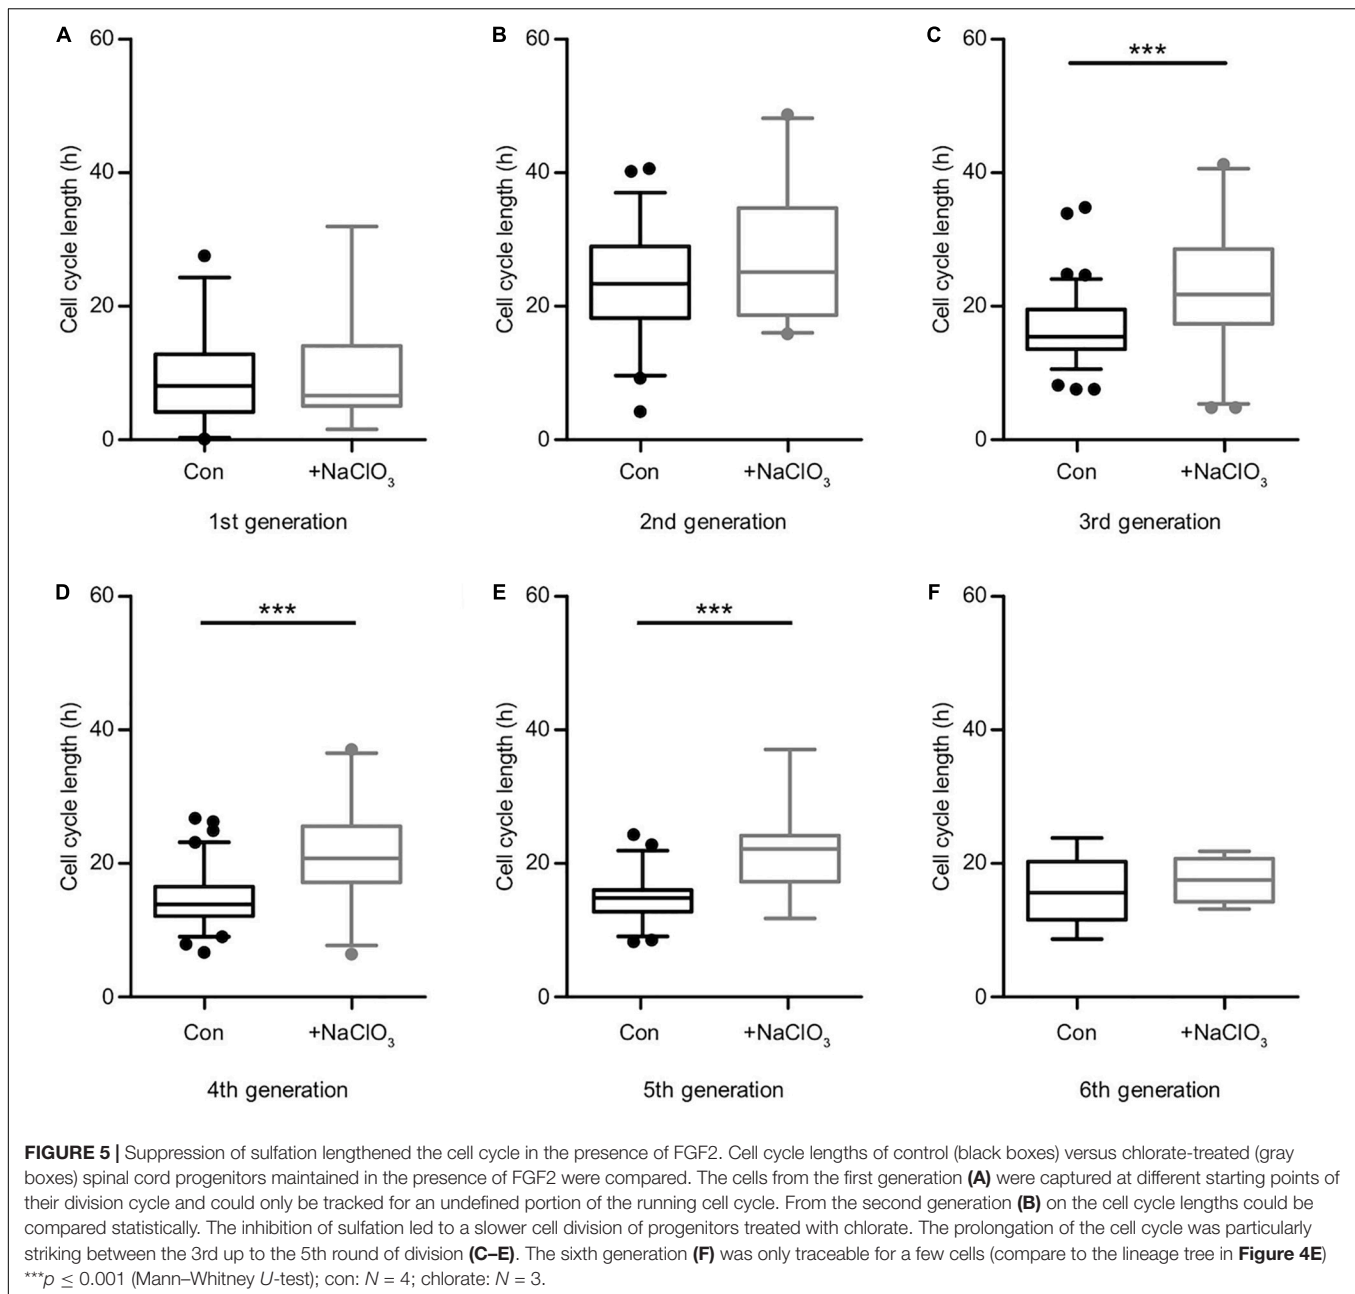 A
60
40
20
0
Cell cycle length (h)
Con
+NaClO₃
1st generation
B
60
40
20
0
Cell cycle length (h)
Con
+NaClO₃
2nd generation
C
60
40
20
0
Cell cycle length (h)
***
Con
+NaClO₃
3rd generation
D
60
40
20
0
Cell cycle length (h)
***
Con
+NaClO₃
4th generation
E
60
40
20
0
Cell cycle length (h)
***
Con
+NaClO₃
5th generation
F
60
40
20
0
Cell cycle length (h)
Con
+NaClO₃
6th generation
FIGURE 5 | Suppression of sulfation lengthened the cell cycle in the presence of FGF2. Cell cycle lengths of control (black boxes) versus chlorate-treated (gray
boxes) spinal cord progenitors maintained in the presence of FGF2 were compared. The cells from the first generation (A) were captured at different starting points of
their division cycle and could only be tracked for an undefined portion of the running cell cycle. From the second generation (B) on the cell cycle lengths could be
compared statistically. The inhibition of sulfation led to a slower cell division of progenitors treated with chlorate. The prolongation of the cell cycle was particularly
striking between the 3rd up to the 5th round of division (C–E). The sixth generation (F) was only traceable for a few cells (compare to the lineage tree in Figure 4E)
***p ≤ 0.001 (Mann–Whitney U-test); con: N = 4; chlorate: N = 3.